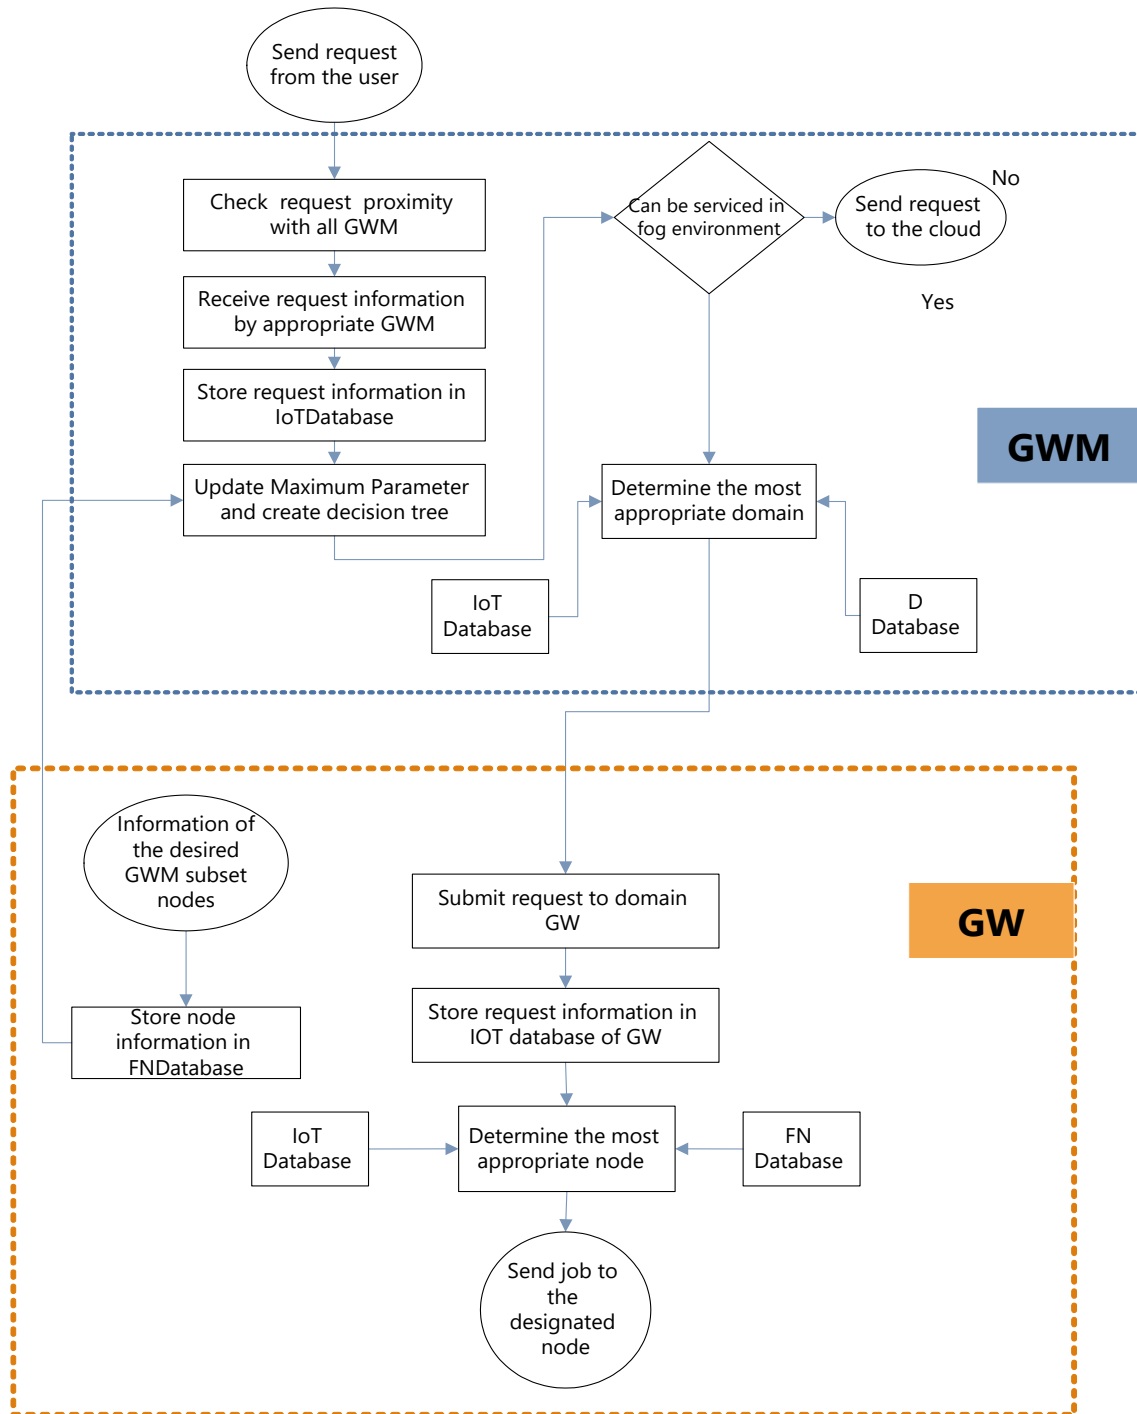 Send request
from the user
Check request proximity
with all GWM
Receive request information
by appropriate GWM
Store request information in
IoTDatabase
Update Maximum Parameter
and create decision tree
Can be serviced in
fog environment
No
Send request
to the cloud
Yes
GWM
Determine the most
appropriate domain
IoT
Database
D
Database
Information of
the desired
GWM subset
nodes
Store node
information in
FNDatabase
Submit request to domain
GW
GW
Store request information in
IOT database of GW
IoT
Database
Determine the most
appropriate node
FN
Database
Send job to
the
designated
node